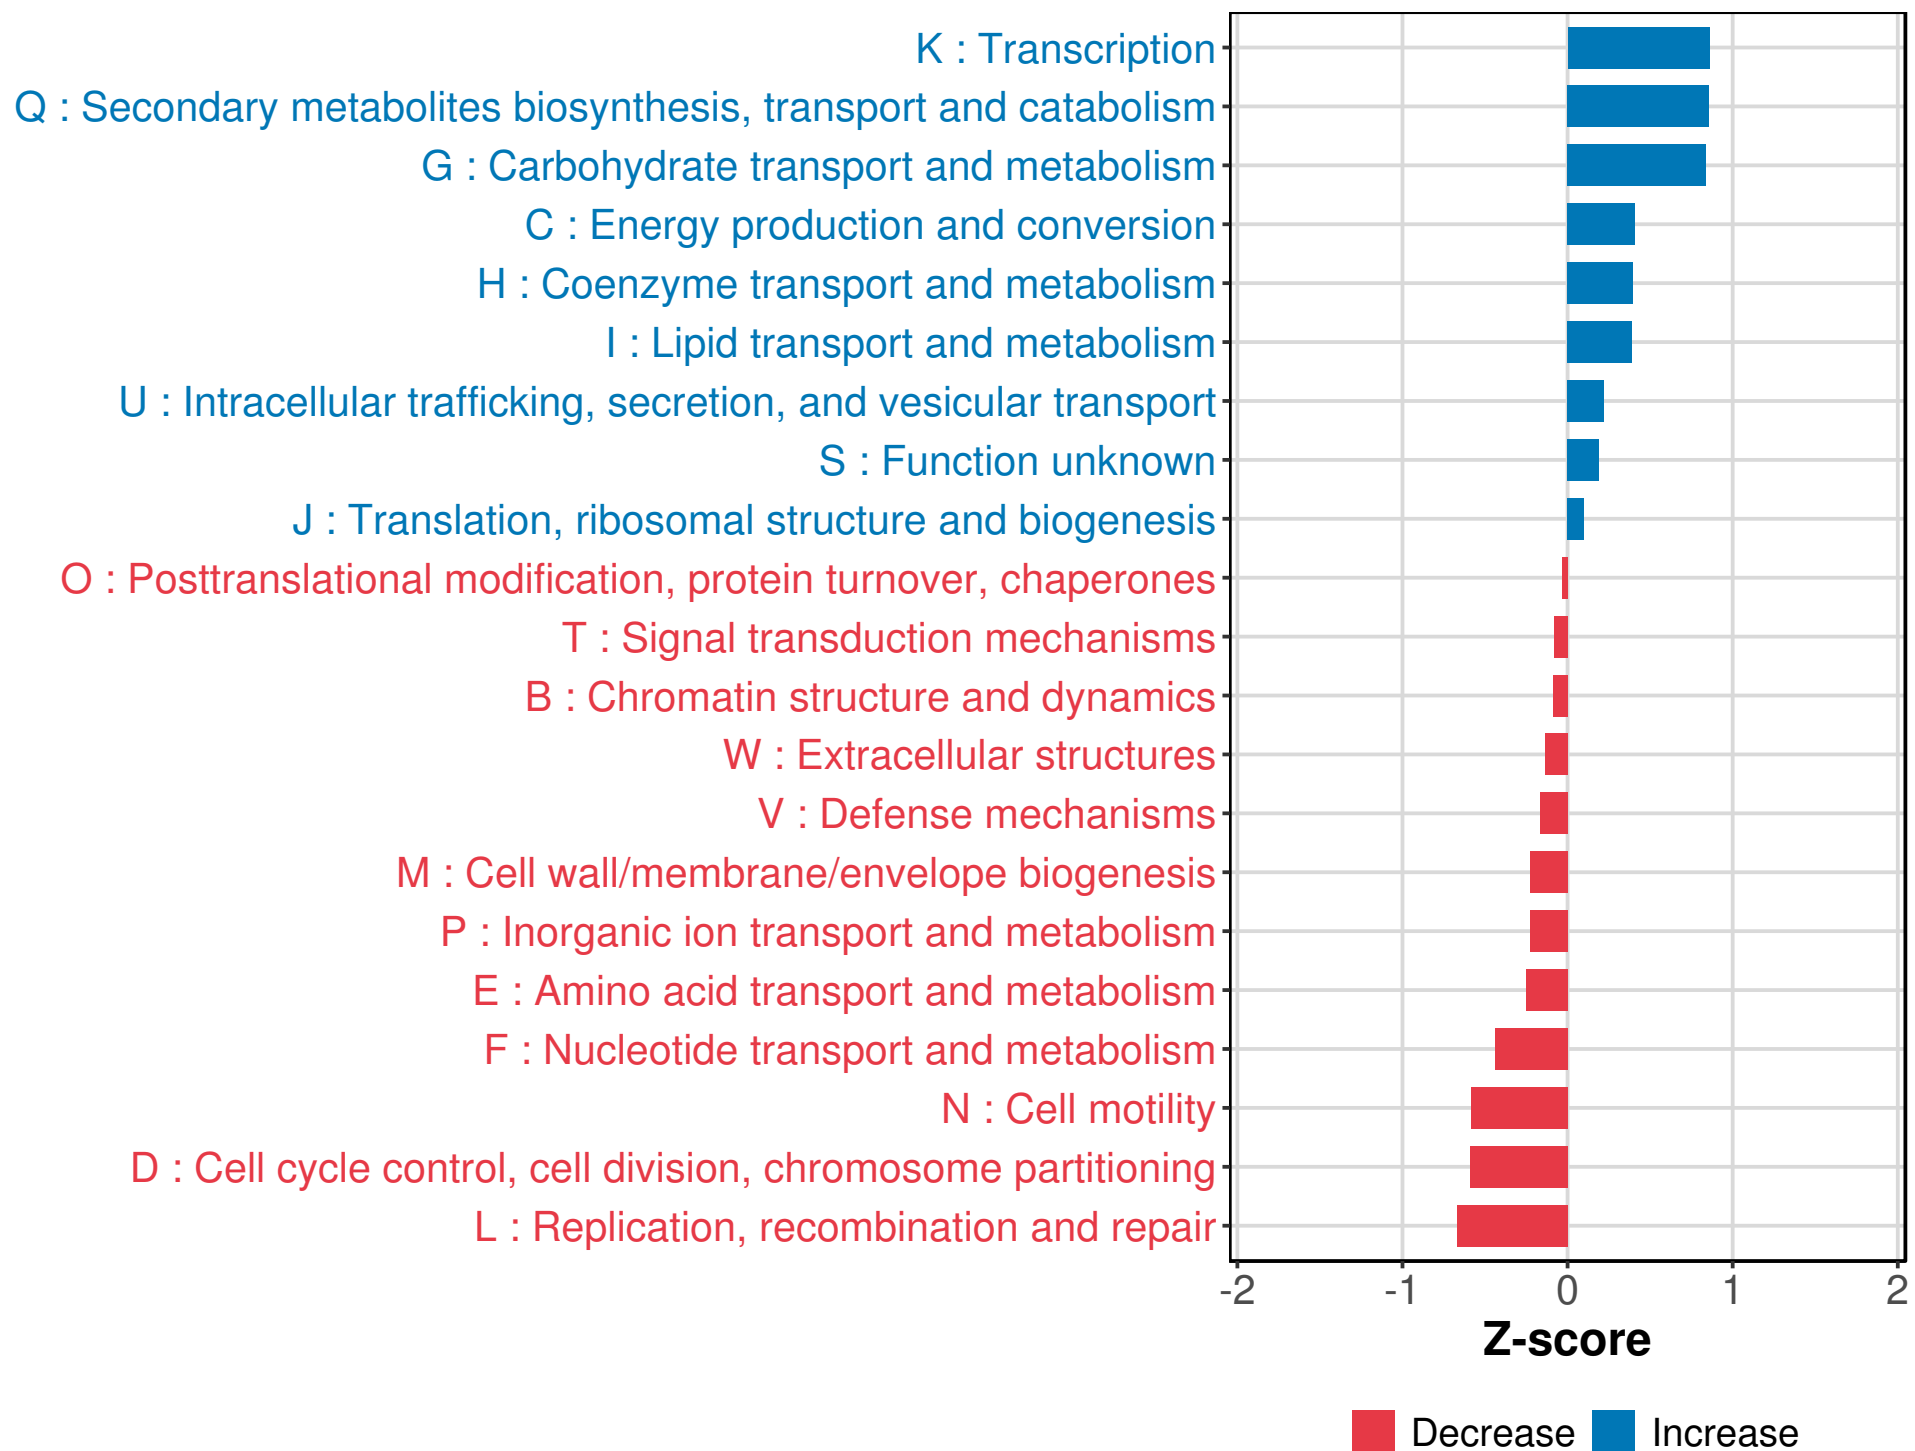 K : Transcription
Q : Secondary metabolites biosynthesis, transport and catabolism
G : Carbohydrate transport and metabolism
C : Energy production and conversion
H : Coenzyme transport and metabolism
I : Lipid transport and metabolism
U : Intracellular trafficking, secretion, and vesicular transport
S : Function unknown
J : Translation, ribosomal structure and biogenesis
O : Posttranslational modification, protein turnover, chaperones
T : Signal transduction mechanisms
B : Chromatin structure and dynamics
W : Extracellular structures
V : Defense mechanisms
M : Cell wall/membrane/envelope biogenesis
P : Inorganic ion transport and metabolism
E : Amino acid transport and metabolism
F : Nucleotide transport and metabolism
N : Cell motility
D : Cell cycle control, cell division, chromosome partitioning
L : Replication, recombination and repair
-2 -1 0 1 2
Z-score
Decrease Increase